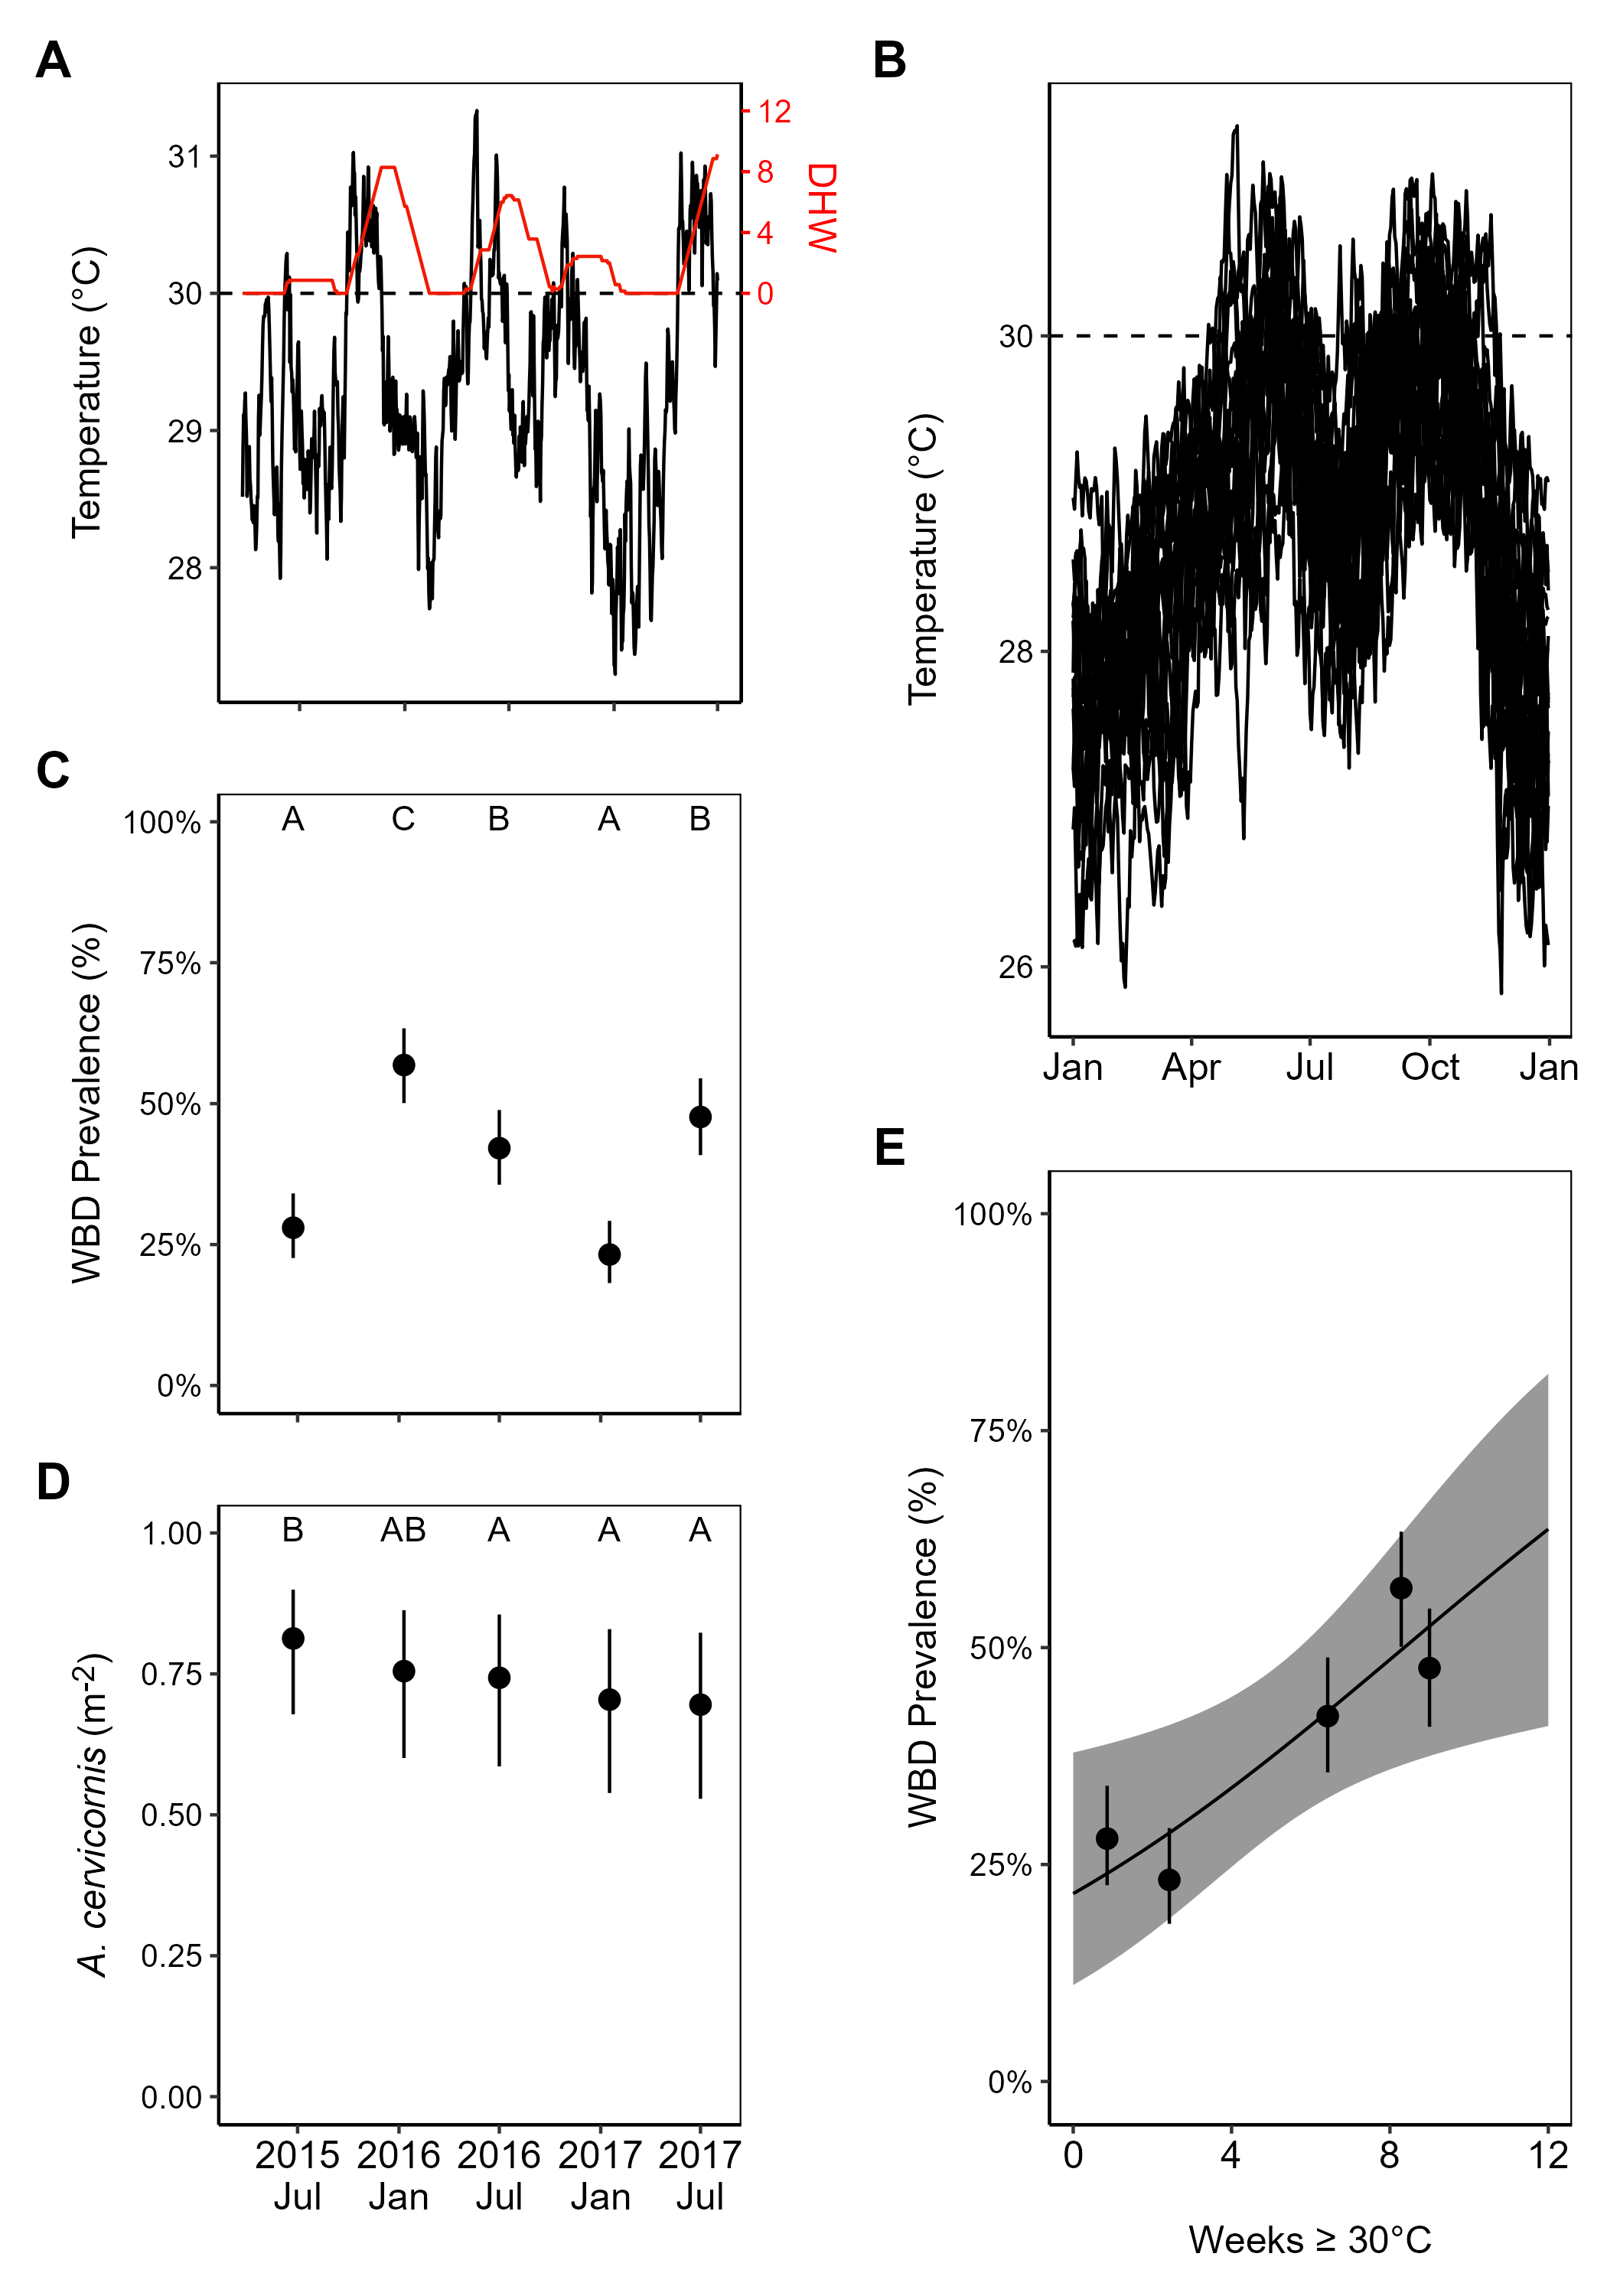 A
Temperature (°C)
31
30
29
28
12
8
4
0
DHW
B
Temperature (°C)
30
28
26
Jan Apr Jul Oct Jan
C
WBD Prevalence (%)
100%
75%
50%
25%
0%
A C B A B
D
A. cervicornis (m-2)
1.00
0.75
0.50
0.25
0.00
B AB A A A
2015 2016 2016 2017 2017
Jul Jan Jul Jan Jul
E
WBD Prevalence (%)
100%
75%
50%
25%
0%
0 4 8 12
Weeks ≥ 30°C